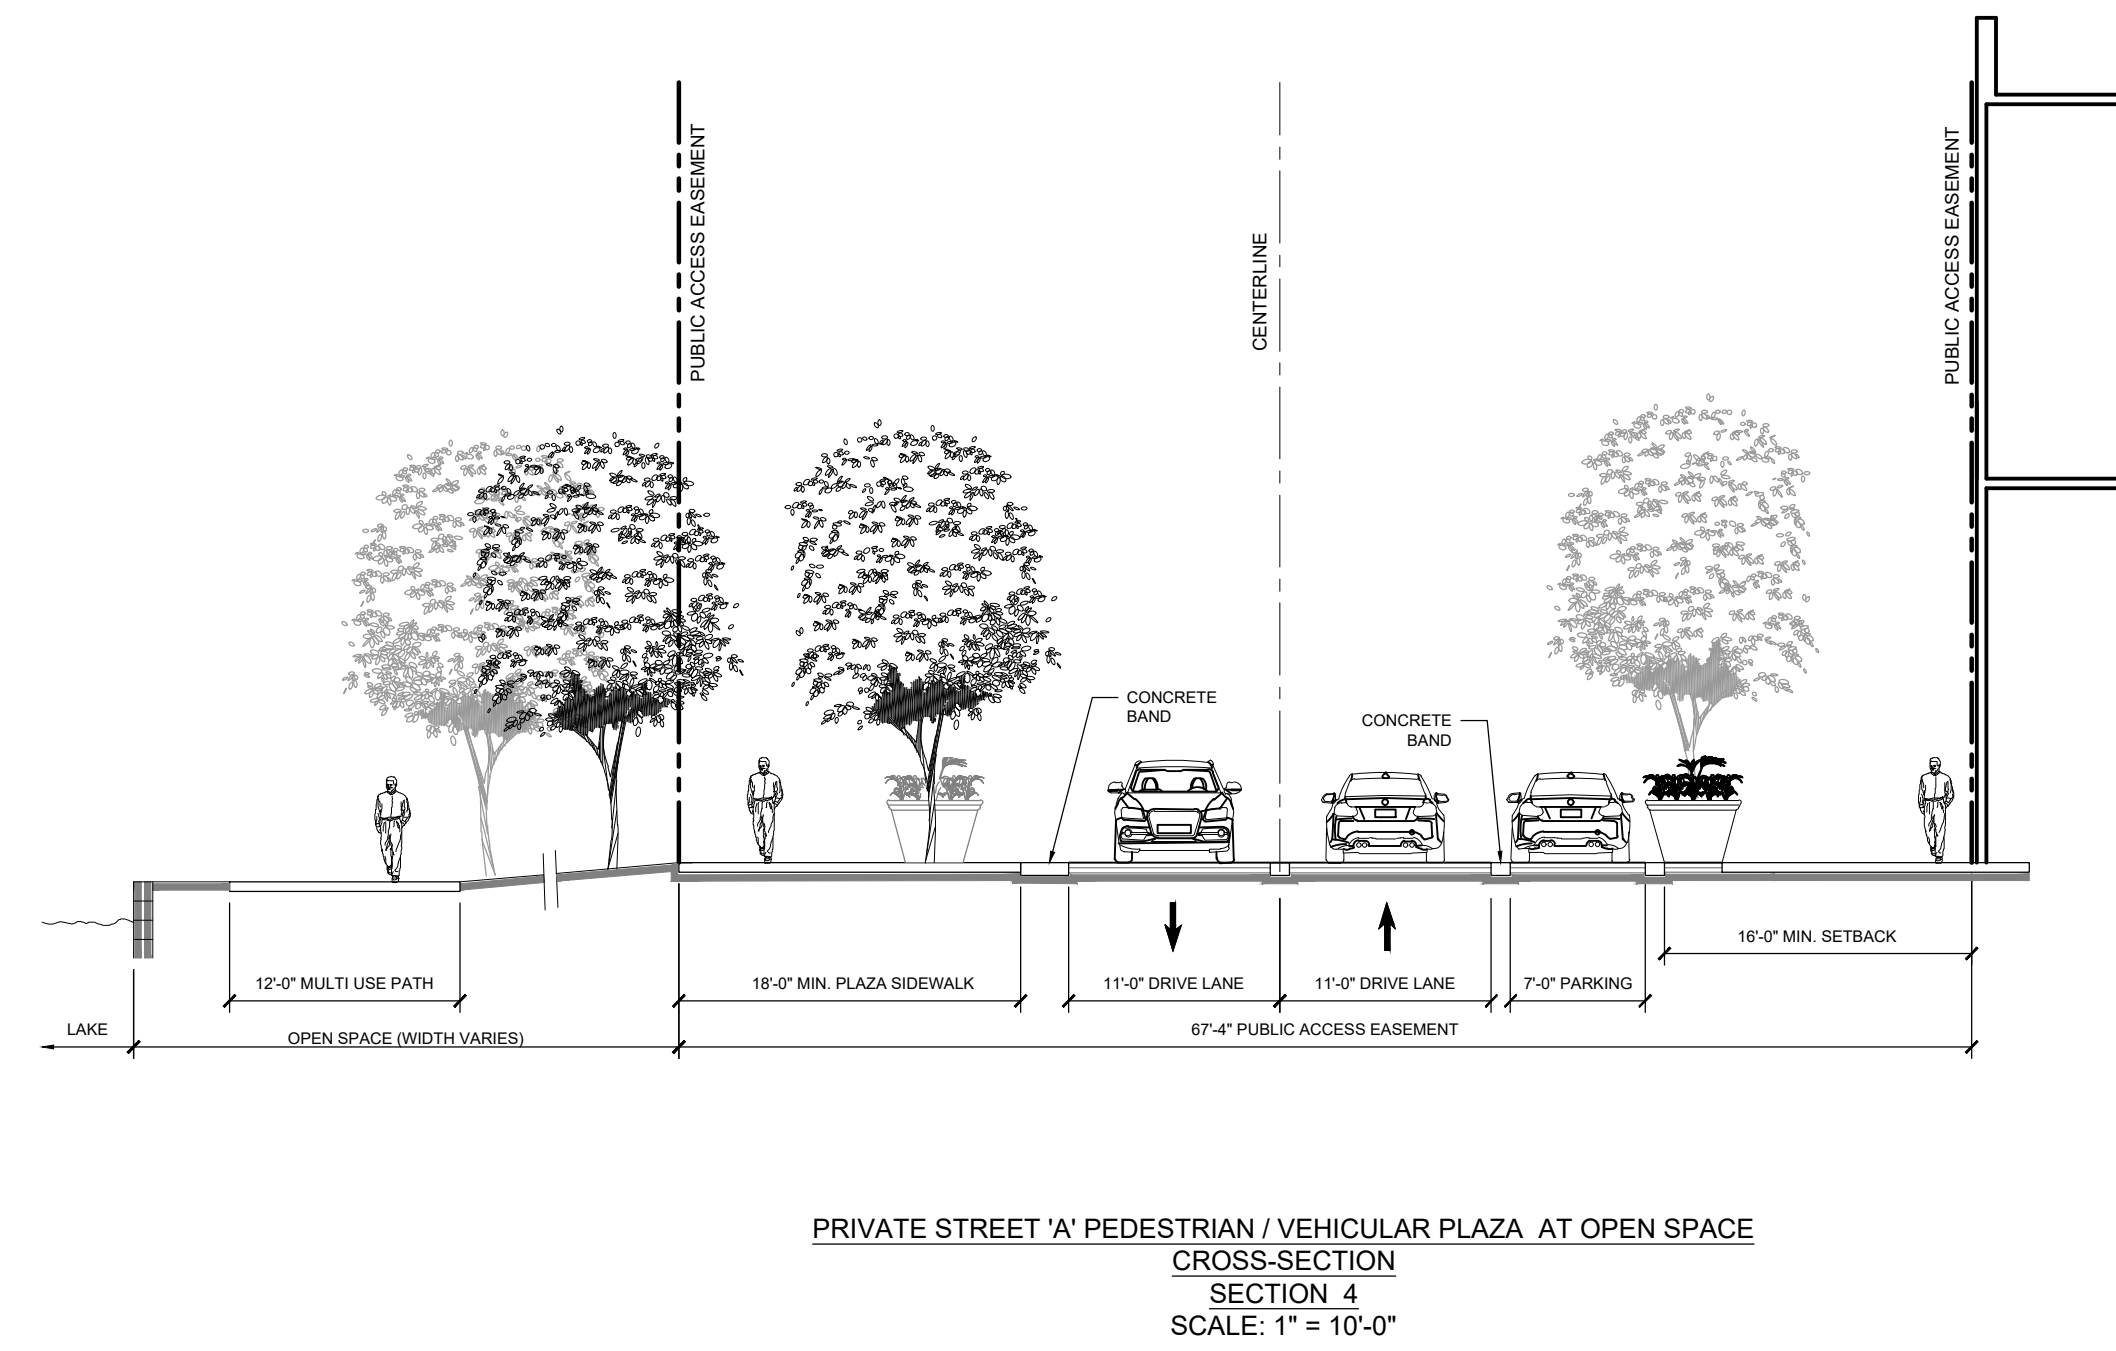 PUBLIC ACCESS EASEMENT
CENTERLINE
PUBLIC ACCESS EASEMENT
CONCRETE
BAND
CONCRETE
BAND
16'-0" MIN. SETBACK
12'-0" MULTI USE PATH
18'-0" MIN. PLAZA SIDEWALK
11'-0" DRIVE LANE
11'-0" DRIVE LANE
7'-0" PARKING
LAKE
OPEN SPACE (WIDTH VARIES)
67'-4" PUBLIC ACCESS EASEMENT
PRIVATE STREET 'A' PEDESTRIAN / VEHICULAR PLAZA AT OPEN SPACE
CROSS-SECTION
SECTION 4
SCALE: 1" = 10'-0"